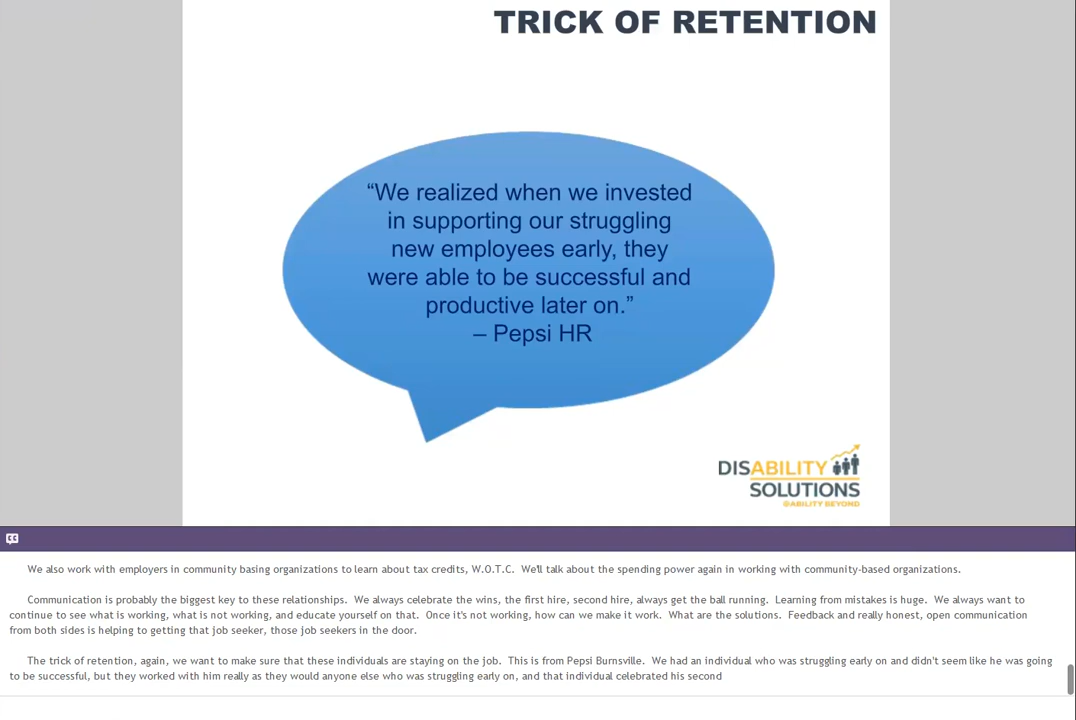 TRICK OF RETENTION
“We realized when we invested
in supporting our struggling
new employees early, they
were able to be successful and
productive later on.”
– Pepsi HR
DISABILITY
SOLUTIONS
@ABILITY BEYOND
CC
We also work with employers in community basing organizations to learn about tax credits, W.O.T.C. We'll talk about the spending power again in working with community-based organizations.
Communication is probably the biggest key to these relationships. We always celebrate the wins, the first hire, second hire, always get the ball running. Learning from mistakes is huge. We always want to
continue to see what is working, what is not working, and educate yourself on that. Once it's not working, how can we make it work. What are the solutions. Feedback and really honest, open communication
from both sides is helping to getting that job seeker, those job seekers in the door.
The trick of retention, again, we want to make sure that these individuals are staying on the job. This is from Pepsi Burnsville. We had an individual who was struggling early on and didn't seem like he was going
to be successful, but they worked with him really as they would anyone else who was struggling early on, and that individual celebrated his second